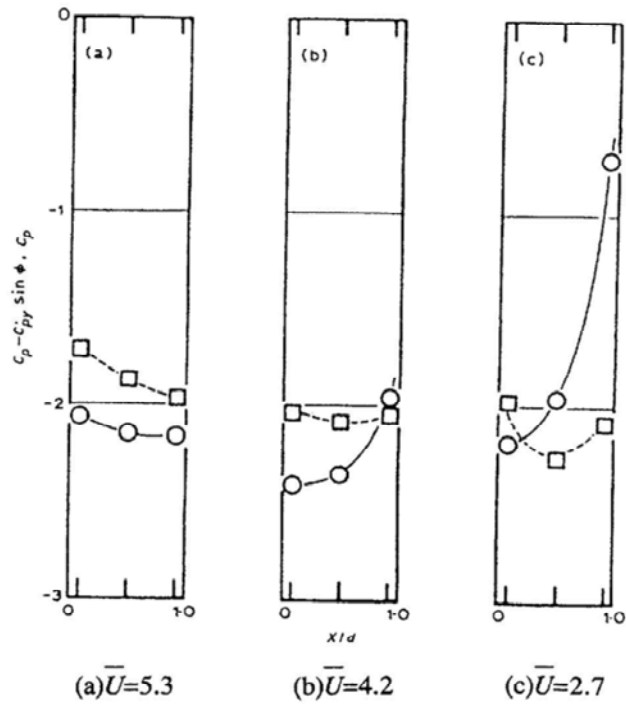 0
(a)
(b)
(c)
-1
-2
-3
C_p - C_py sin ϕ, C_p
0 1·0
0 1·0
0 1·0
X/d
(a)U̅=5.3 (b)U̅=4.2 (c)U̅=2.7